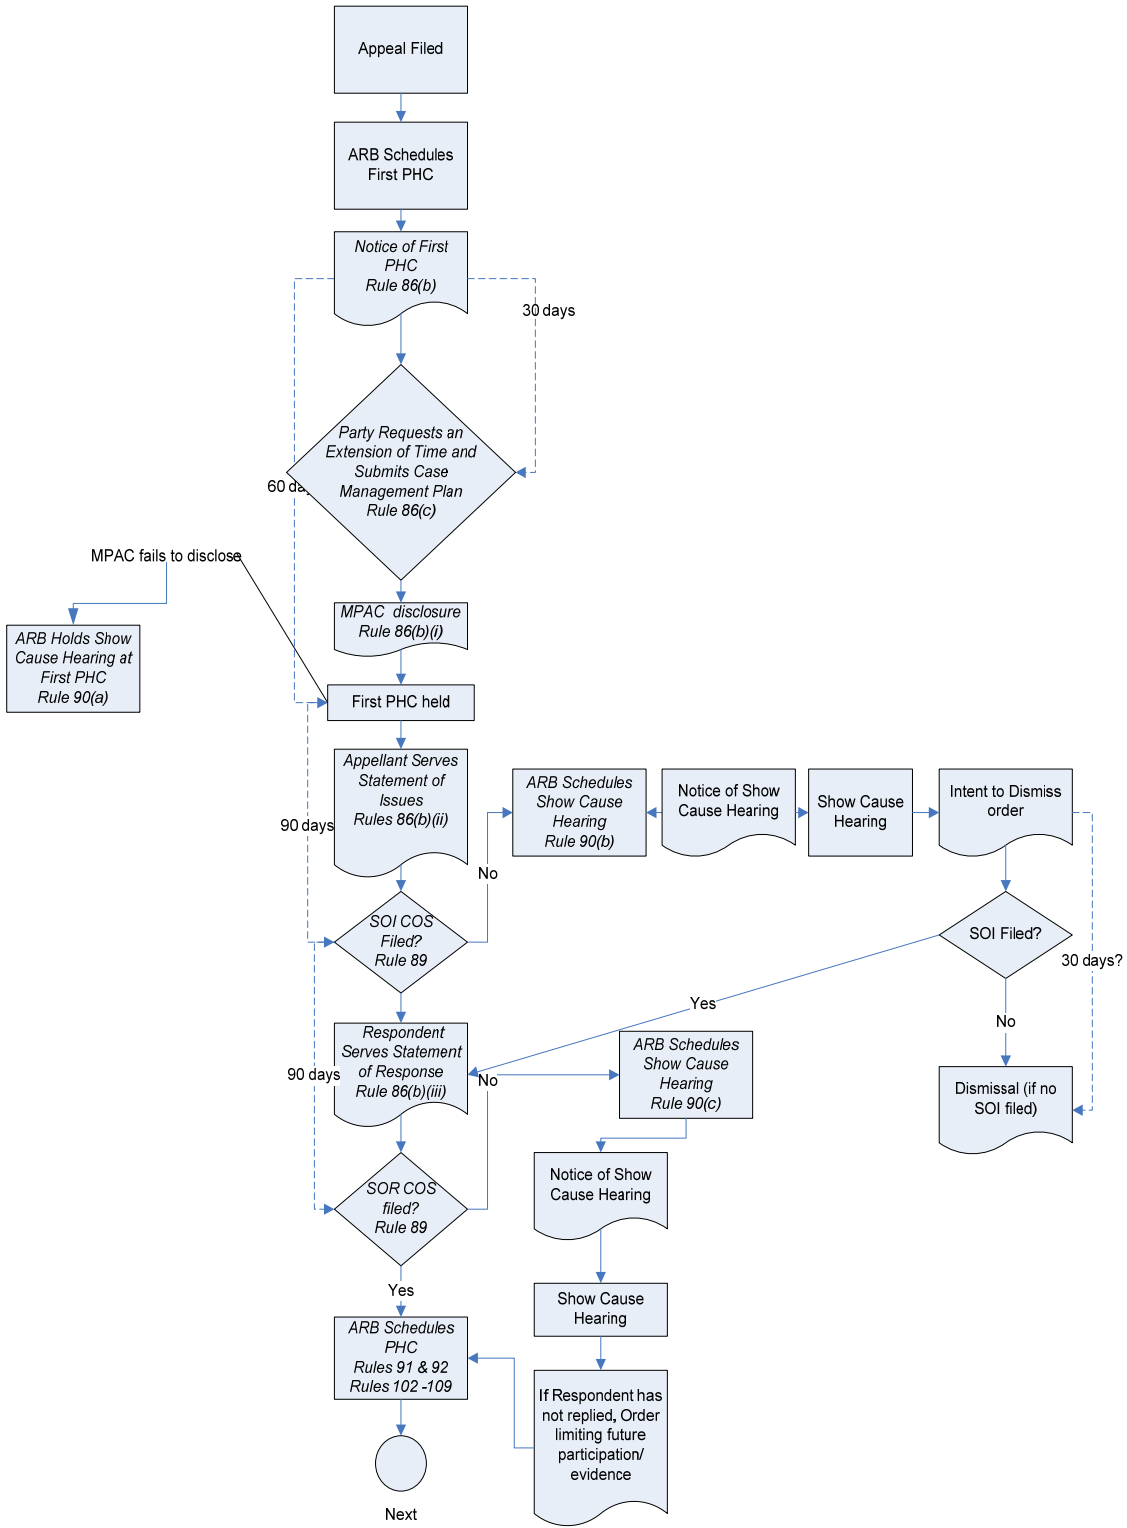 Appeal Filed
ARB Schedules
First PHC
Notice of First
PHC
Rule 86(b)
30 days
Party Requests an
Extension of Time and
Submits Case
Management Plan
Rule 86(c)
60 da
MPAC fails to disclose
MPAC disclosure
Rule 86(b)(i)
ARB Holds Show
Cause Hearing at
First PHC
Rule 90(a)
First PHC held
Appellant Serves
Statement of
Issues
Rules 86(b)(ii)
90 days
No
ARB Schedules
Show Cause
Hearing
Rule 90(b)
Notice of Show
Cause Hearing
Show Cause
Hearing
Intent to Dismiss
order
SOI COS
Filed?
Rule 89
SOI Filed?
30 days?
Yes
No
Respondent
Serves Statement
of Response
Rule 86(b)(iii)
90 days
No
ARB Schedules
Show Cause
Hearing
Rule 90(c)
Dismissal (if no
SOI filed)
SOR COS
filed?
Rule 89
Notice of Show
Cause Hearing
Yes
Show Cause
Hearing
ARB Schedules
PHC
Rules 91 & 92
Rules 102 -109
If Respondent has
not replied, Order
limiting future
participation/
evidence
Next